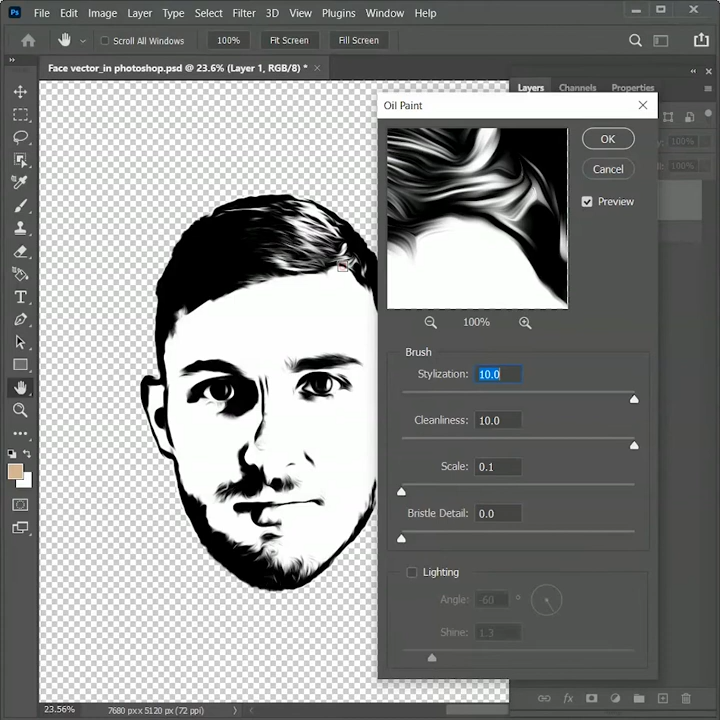 Ps File Edit Image Layer Type Select Filter 3D View Plugins Window Help
Scroll All Windows 100% Fit Screen Fill Screen
Face vector_in photoshop.psd @ 23.6% (Layer 1, RGB/8) * ×
Layers Channels Properties
Oil Paint
OK
Cancel
Preview
100%
100%
100%
Brush
Stylization: 10.0
Cleanliness: 10.0
Scale: 0.1
Bristle Detail: 0.0
Lighting
Angle: -60 °
Shine: 1.3
23.56% 7680 px x 5120 px (72 ppi)
fx